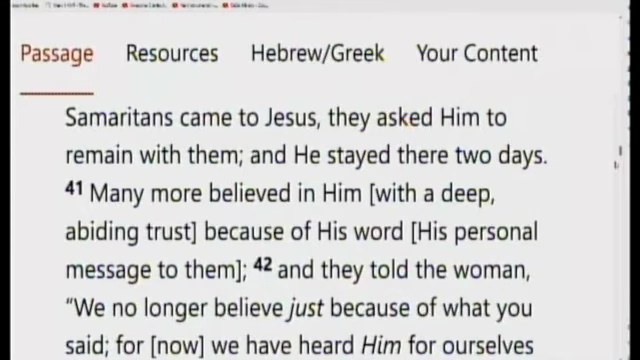 Passage Resources Hebrew/Greek Your Content
Samaritans came to Jesus, they asked Him to
remain with them; and He stayed there two days.
41 Many more believed in Him [with a deep,
abiding trust] because of His word [His personal
message to them]; 42 and they told the woman,
“We no longer believe just because of what you
said; for [now] we have heard Him for ourselves